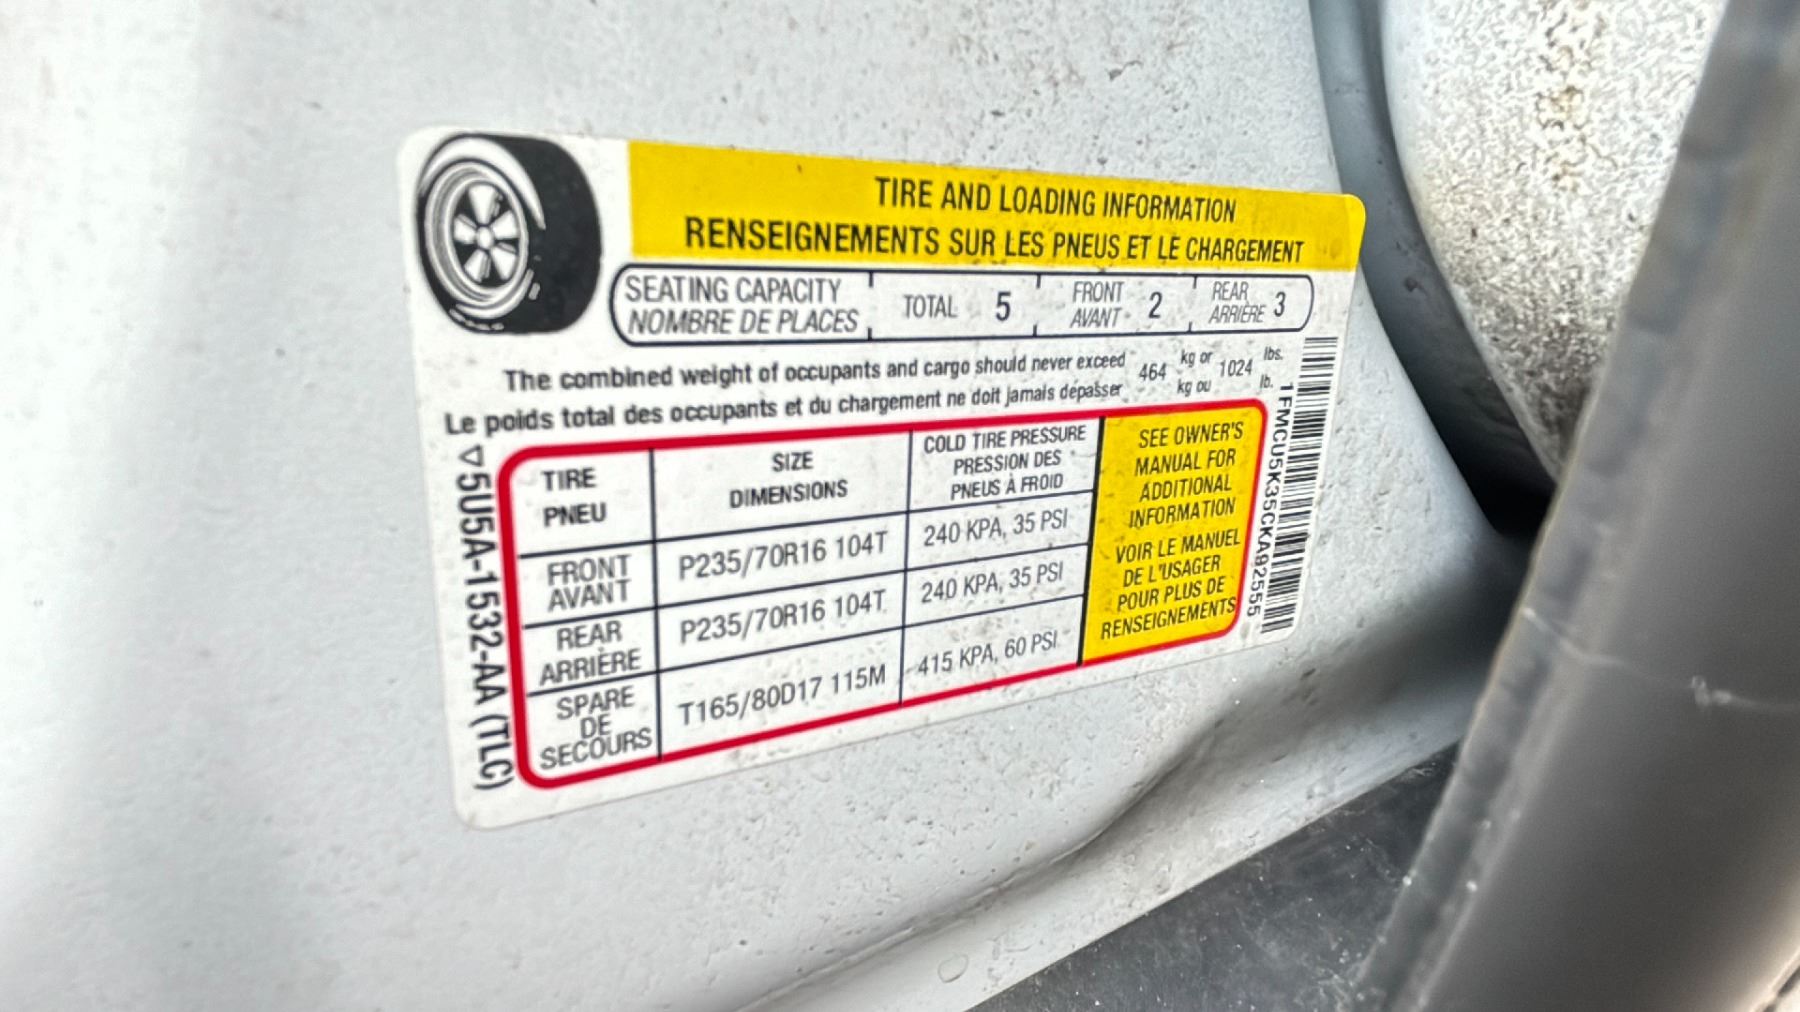 TIRE AND LOADING INFORMATION
RENSEIGNEMENTS SUR LES PNEUS ET LE CHARGEMENT
SEATING CAPACITY
NOMBRE DE PLACES
TOTAL 5
FRONT
AVANT 2
REAR
ARRIÈRE 3
The combined weight of occupants and cargo should never exceed 464 kg or 1024 lbs.
Le poids total des occupants et du chargement ne doit jamais dépasser kg ou lb.
TIRE
PNEU
SIZE
DIMENSIONS
COLD TIRE PRESSURE
PRESSION DES
PNEUS À FROID
FRONT
AVANT
P235/70R16 104T
240 KPA, 35 PSI
REAR
ARRIÈRE
P235/70R16 104T
240 KPA, 35 PSI
SPARE
DE
SECOURS
T165/80D17 115M
415 KPA, 60 PSI
SEE OWNER'S
MANUAL FOR
ADDITIONAL
INFORMATION
VOIR LE MANUEL
DE L'USAGER
POUR PLUS DE
RENSEIGNEMENTS
1FMCU5K35CKA92555
5U5A-1532-AA (TLC)